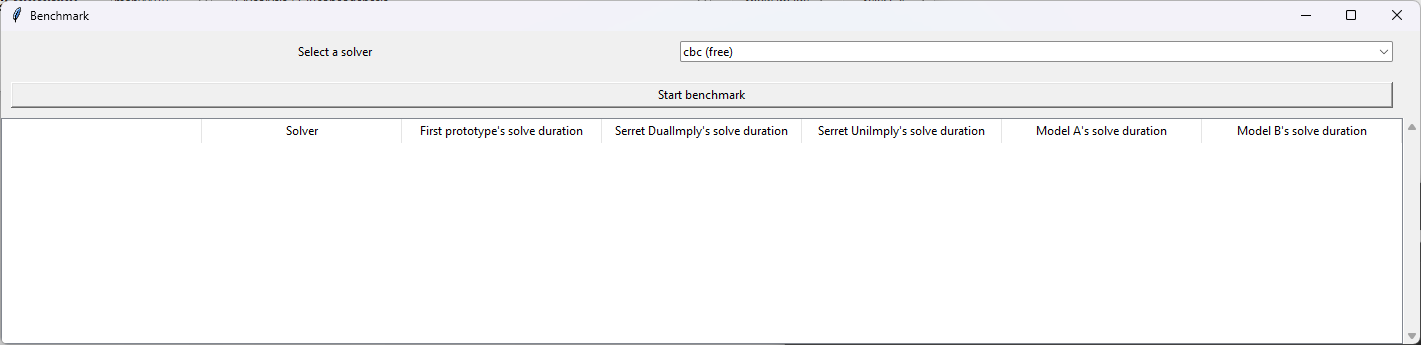 Benchmark
Select a solver
cbc (free)
Start benchmark
Solver
First prototype's solve duration
Serret DualImply's solve duration
Serret UniImply's solve duration
Model A's solve duration
Model B's solve duration